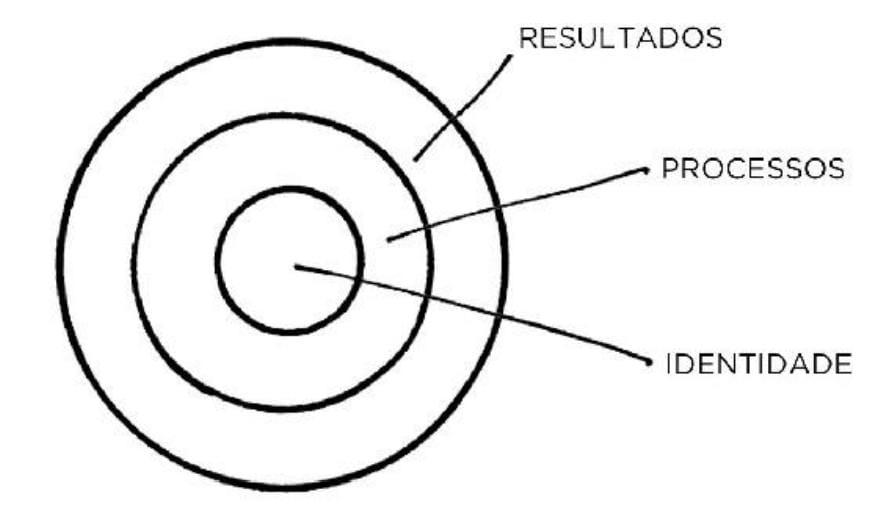 RESULTADOS
PROCESSOS
IDENTIDADE